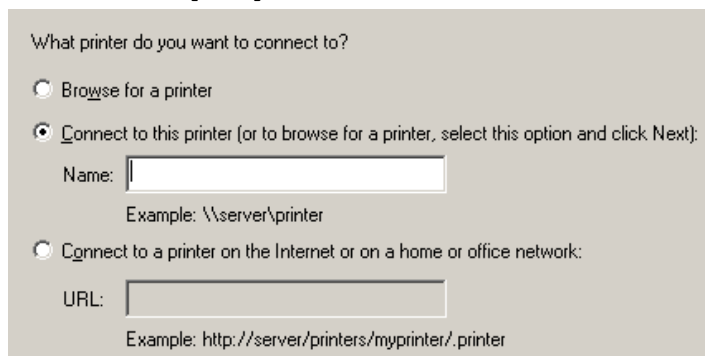 What printer do you want to connect to?
Browse for a printer
Connect to this printer (or to browse for a printer, select this option and click Next):
Name:
Example: \\server\printer
Connect to a printer on the Internet or on a home or office network:
URL:
Example: http://server/printers/myprinter/.printer